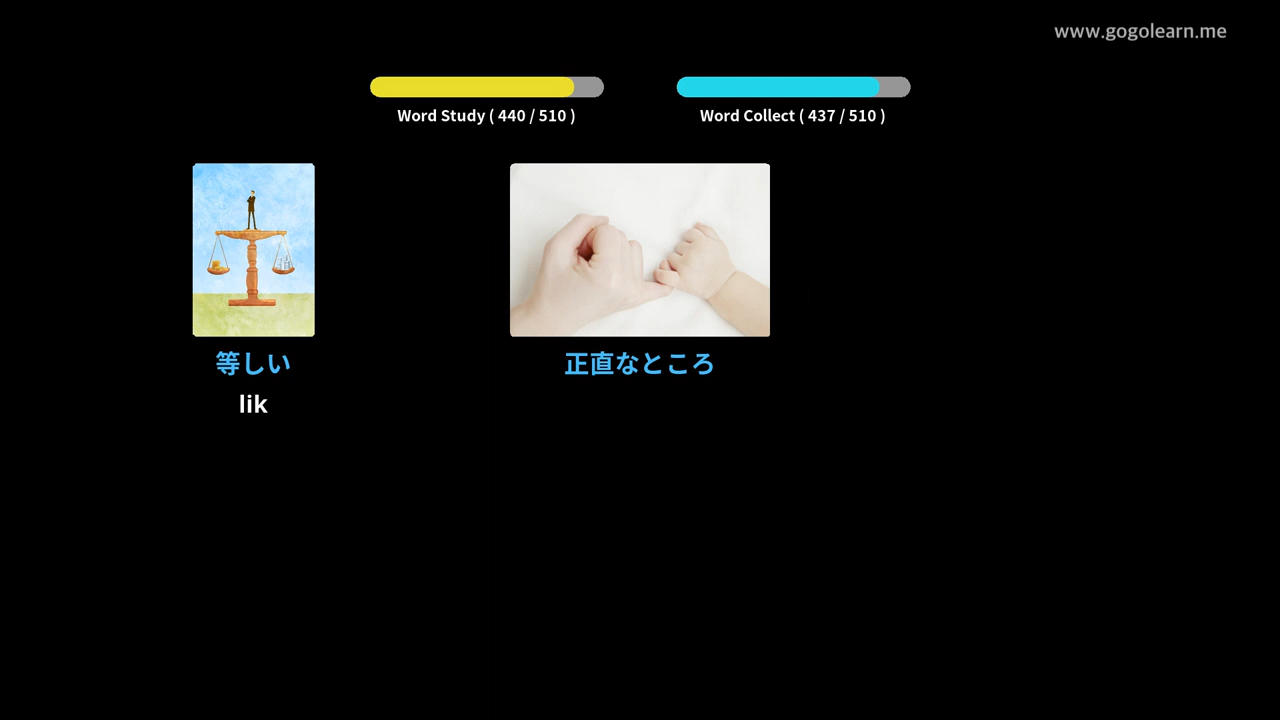 www.gogolearn.me
Word Study ( 440 / 510 )
Word Collect ( 437 / 510 )
等しい
lik
正直なところ